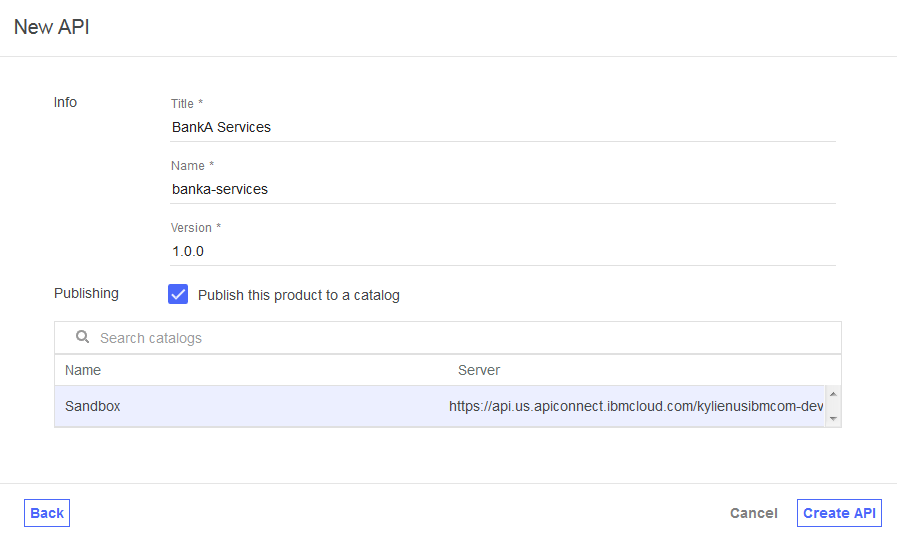 New API
Info
Title *
BankA Services
Name *
banka-services
Version *
1.0.0
Publishing
Publish this product to a catalog
Search catalogs
Name Server
Sandbox https://api.us.apiconnect.ibmcloud.com/kylienusibmcom-dev
Back Cancel Create API